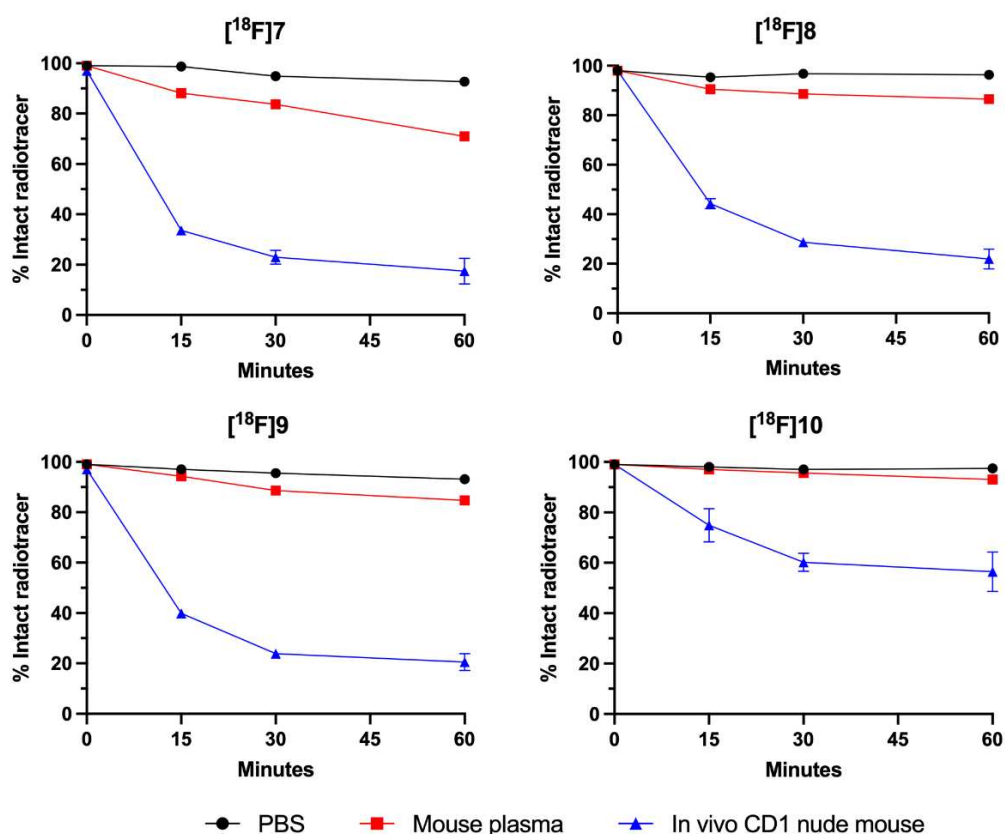 [¹⁸F]7
% Intact radiotracer
100
80
60
40
20
0
0 15 30 45 60
Minutes
[¹⁸F]8
% Intact radiotracer
100
80
60
40
20
0
0 15 30 45 60
Minutes
[¹⁸F]9
% Intact radiotracer
100
80
60
40
20
0
0 15 30 45 60
Minutes
[¹⁸F]10
% Intact radiotracer
100
80
60
40
20
0
0 15 30 45 60
Minutes
PBS Mouse plasma In vivo CD1 nude mouse